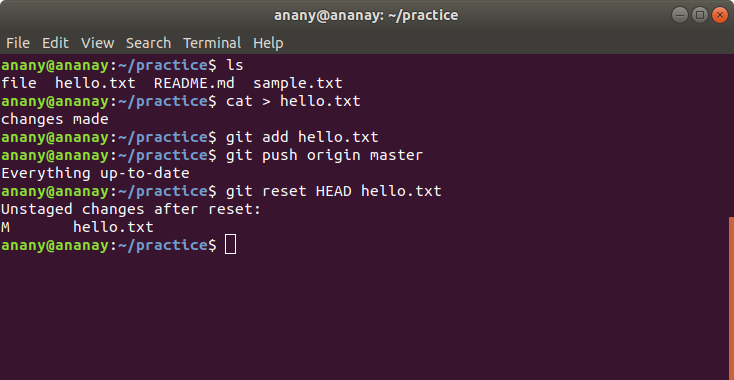 anany@ananay: ~/practice
File Edit View Search Terminal Help
anany@ananay:~/practice$ ls
file  hello.txt  README.md  sample.txt
anany@ananay:~/practice$ cat > hello.txt
changes made
anany@ananay:~/practice$ git add hello.txt
anany@ananay:~/practice$ git push origin master
Everything up-to-date
anany@ananay:~/practice$ git reset HEAD hello.txt
Unstaged changes after reset:
M       hello.txt
anany@ananay:~/practice$